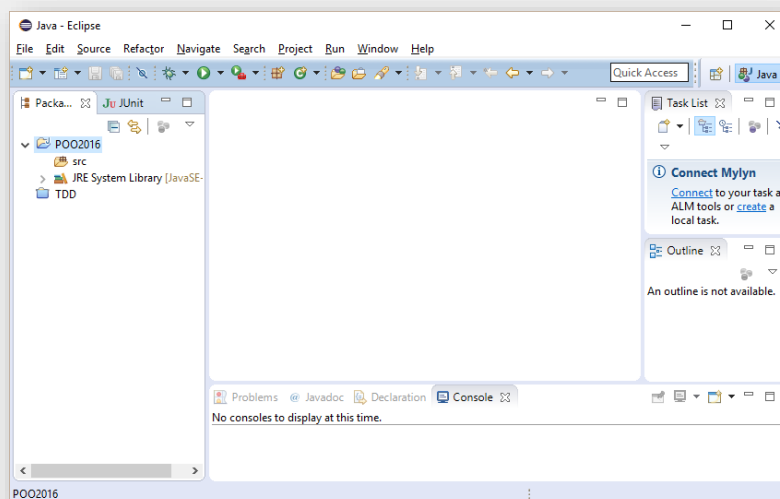 Java - Eclipse
File Edit Source Refactor Navigate Search Project Run Window Help
Quick Access
Java
Packa...
JUnit
POO2016
src
JRE System Library [JavaSE-
TDD
Task List
Connect Mylyn
Connect to your task a
ALM tools or create a
local task.
Outline
An outline is not available.
Problems @ Javadoc Declaration Console
No consoles to display at this time.
POO2016